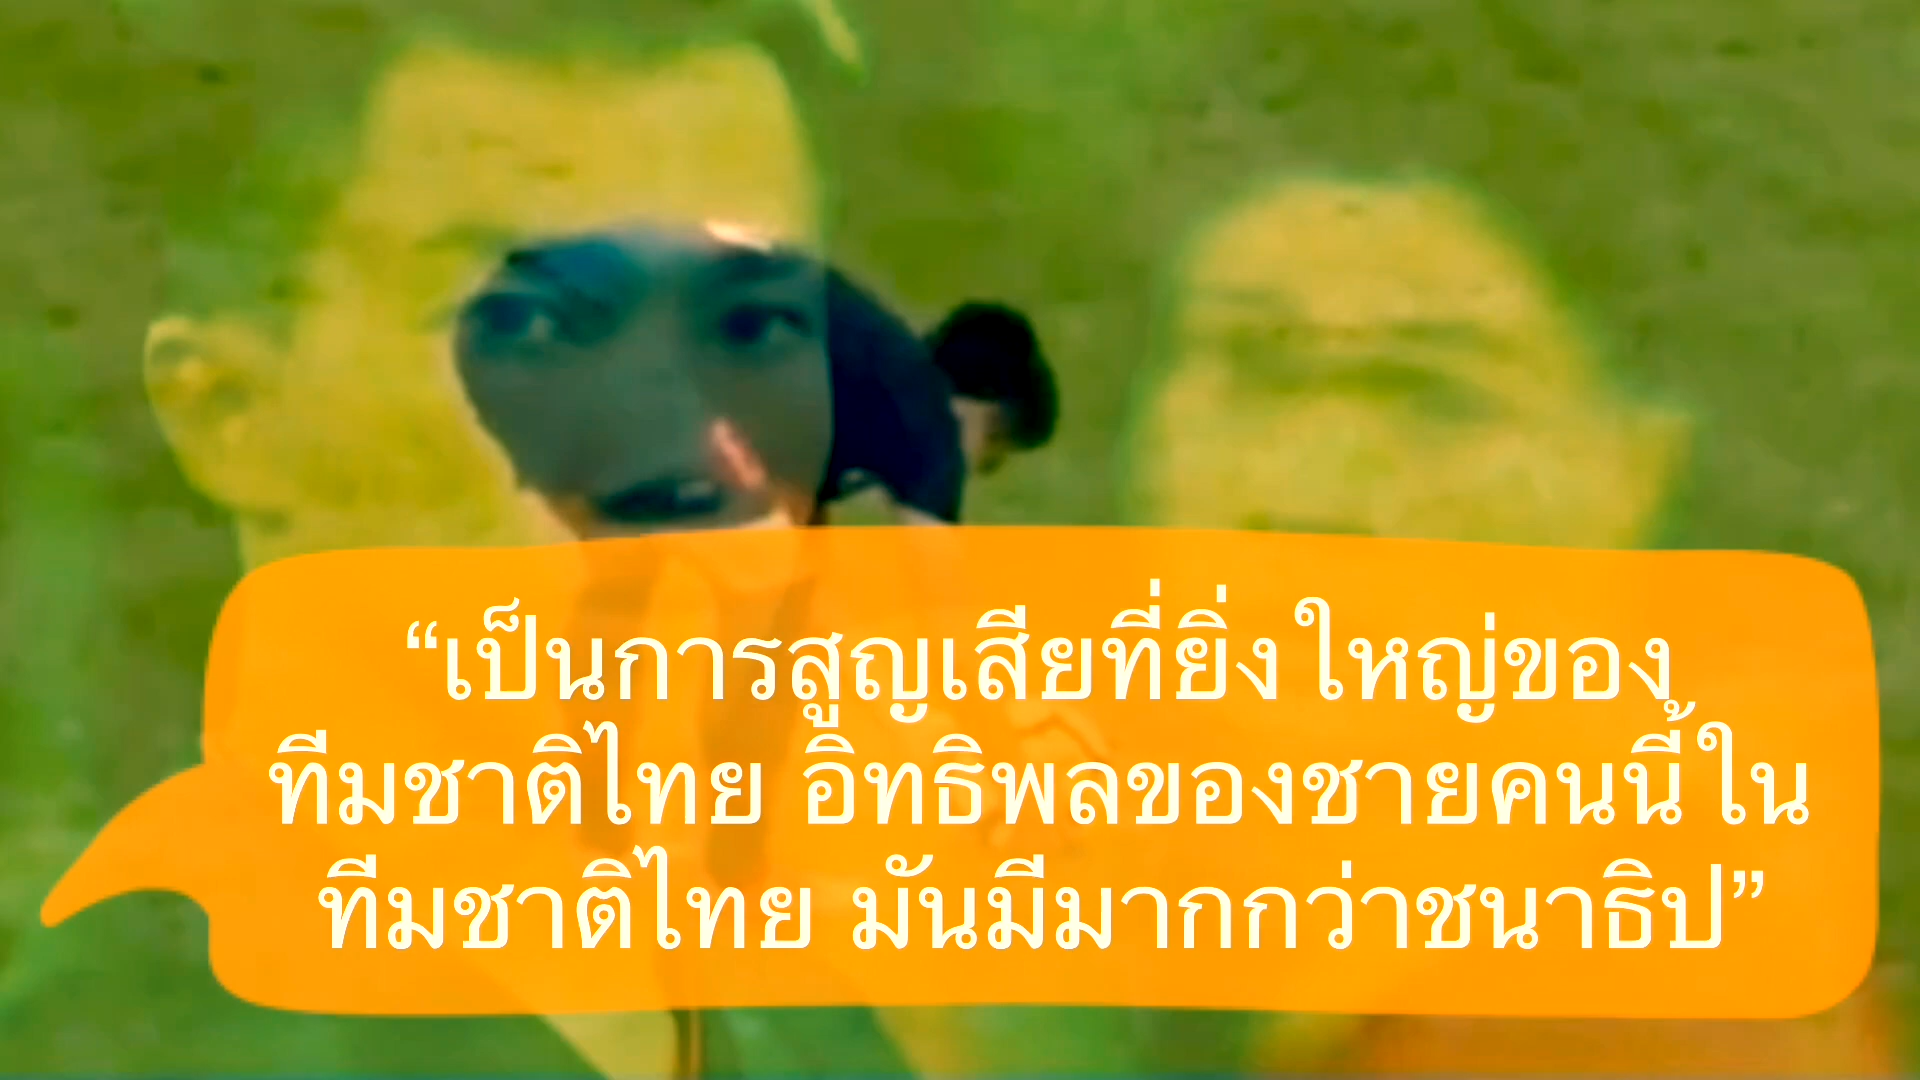 “เป็นการสูญเสียที่ยิ่งใหญ่ของ
ทีมชาติไทย อิทธิพลของชายคนนี้ใน
ทีมชาติไทย มันมีมากกว่าชนาธิป”